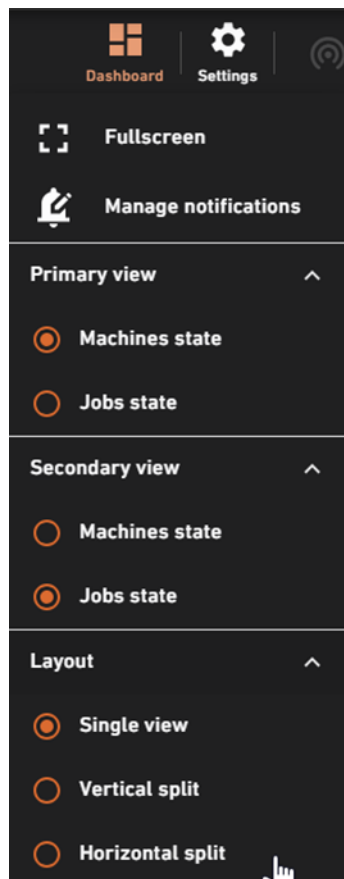 Dashboard
Settings
Fullscreen
Manage notifications
Primary view
Machines state
Jobs state
Secondary view
Machines state
Jobs state
Layout
Single view
Vertical split
Horizontal split